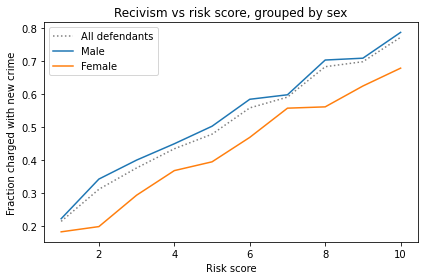 Recivism vs risk score, grouped by sex
All defendants
Male
Female
Fraction charged with new crime
0.8
0.7
0.6
0.5
0.4
0.3
0.2
2 4 6 8 10
Risk score